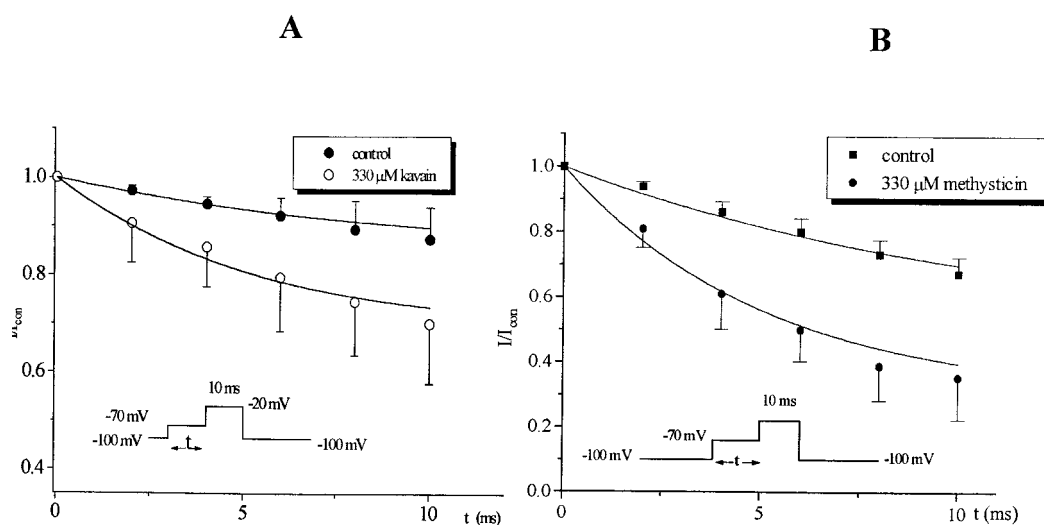 A
control
330 μM kavain
1.0
0.8
0.6
0.4
I/Icon
10 ms
-70 mV
-20 mV
-100 mV
t
-100 mV
0
5
10
t (ms)
B
control
330 μM methysticin
1.0
0.8
0.6
0.4
0.2
0.0
I/Icon
10 ms
-70 mV
-100 mV
t
-100 mV
0
5
10
t (ms)